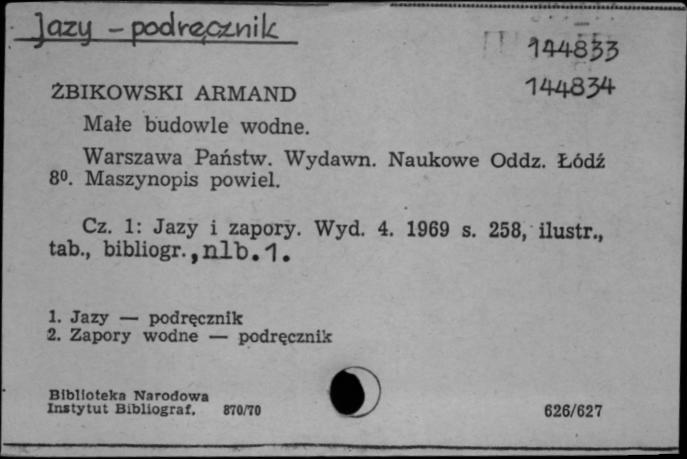 Jazy - podręcznik
144833
144834
ŻBIKOWSKI ARMAND
Małe budowle wodne.
Warszawa Państw. Wydawn. Naukowe Oddz. Łódź
8⁰. Maszynopis powiel.
Cz. 1: Jazy i zapory. Wyd. 4. 1969 s. 258, ilustr.,
tab., bibliogr., nlb. 1.
1. Jazy — podręcznik
2. Zapory wodne — podręcznik
Biblioteka Narodowa
Instytut Bibliograf. 870/70
626/627